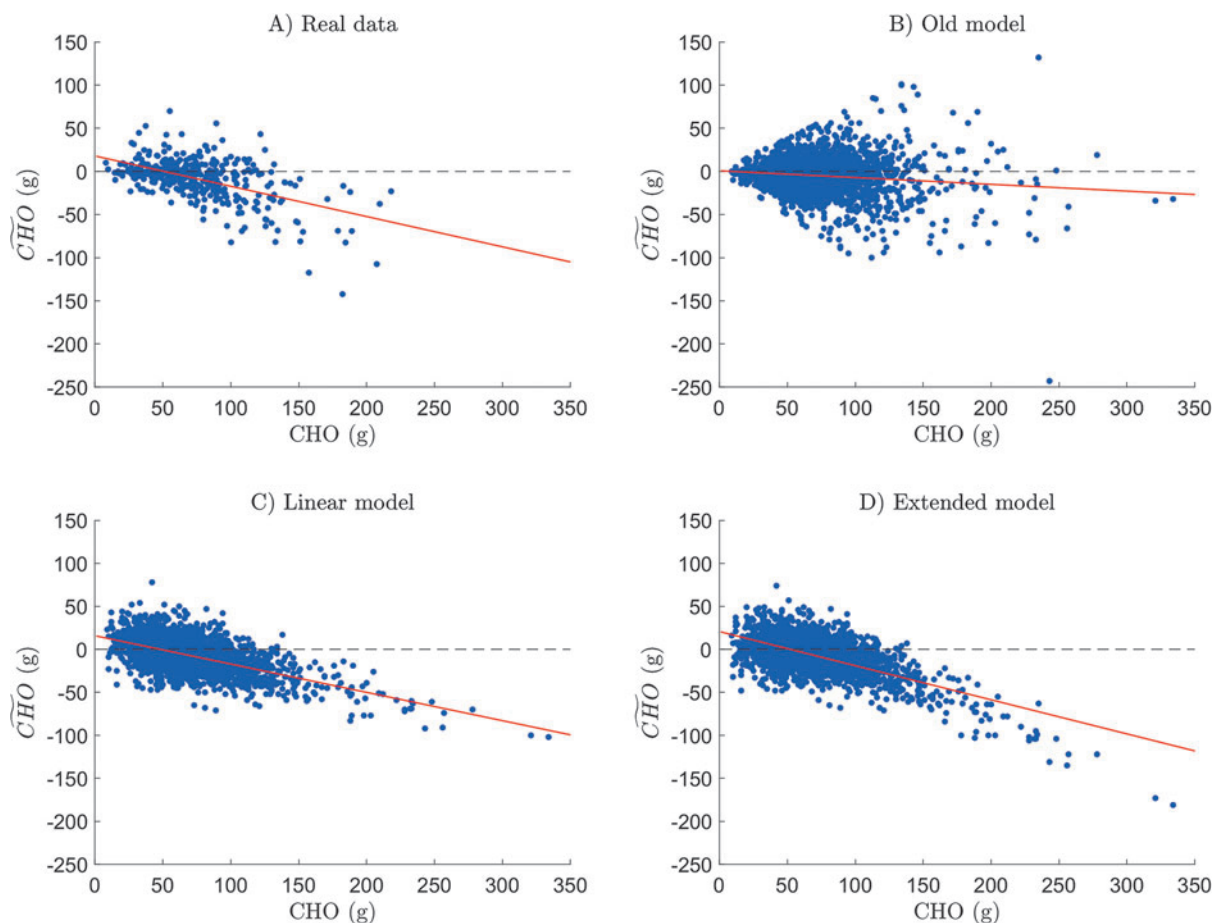 A) Real data
150
100
50
0
-50
-100
-150
-200
-250
0 50 100 150 200 250 300 350
CHO (g)
C͠HO (g)
B) Old model
150
100
50
0
-50
-100
-150
-200
-250
0 50 100 150 200 250 300 350
CHO (g)
C͠HO (g)
C) Linear model
150
100
50
0
-50
-100
-150
-200
-250
0 50 100 150 200 250 300 350
CHO (g)
C͠HO (g)
D) Extended model
150
100
50
0
-50
-100
-150
-200
-250
0 50 100 150 200 250 300 350
CHO (g)
C͠HO (g)